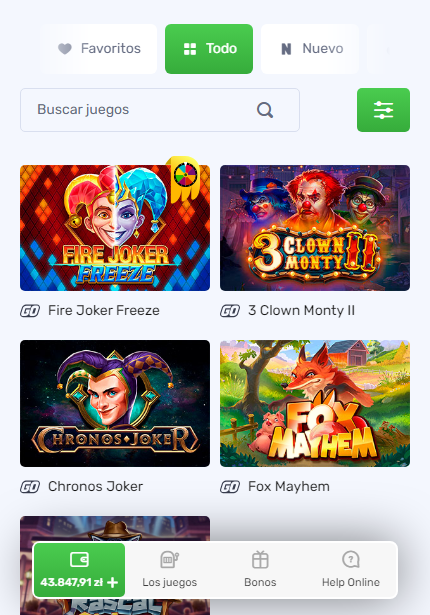 Favoritos
Todo
N Nuevo
Buscar juegos
FIRE JOKER
FREEZE
3 CLOWN MONTY II
GO Fire Joker Freeze
GO 3 Clown Monty II
CHRONOS JOKER
FOX MAYHEM
GO Chronos Joker
GO Fox Mayhem
Rascal
43.847,91 zł +
Los juegos
Bonos
Help Online